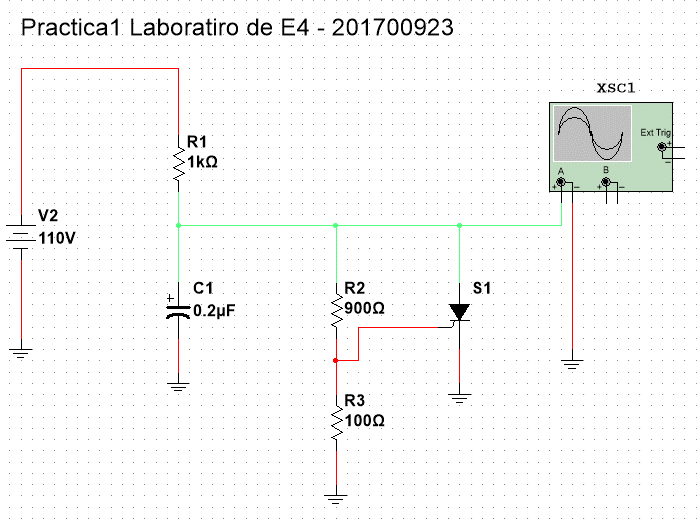 Practica1 Laboratiro de E4 - 201700923
xsc1
Ext Trig
+
−
A
B
+ −
+ −
R1
1kΩ
V2
110V
+
C1
0.2µF
R2
900Ω
S1
R3
100Ω